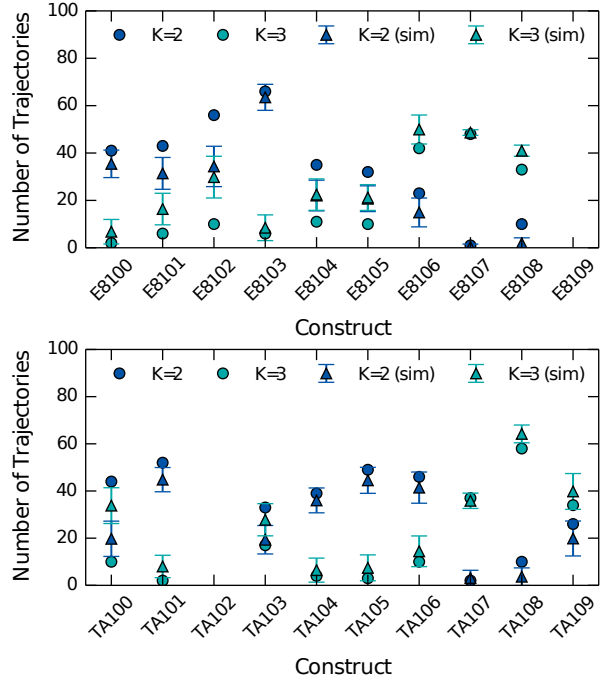 100
80
60
40
20
0
Number of Trajectories
K=2 K=3 K=2 (sim) K=3 (sim)
E8100 E8101 E8102 E8103 E8104 E8105 E8106 E8107 E8108 E8109
Construct
100
80
60
40
20
0
Number of Trajectories
K=2 K=3 K=2 (sim) K=3 (sim)
TA100 TA101 TA102 TA103 TA104 TA105 TA106 TA107 TA108 TA109
Construct